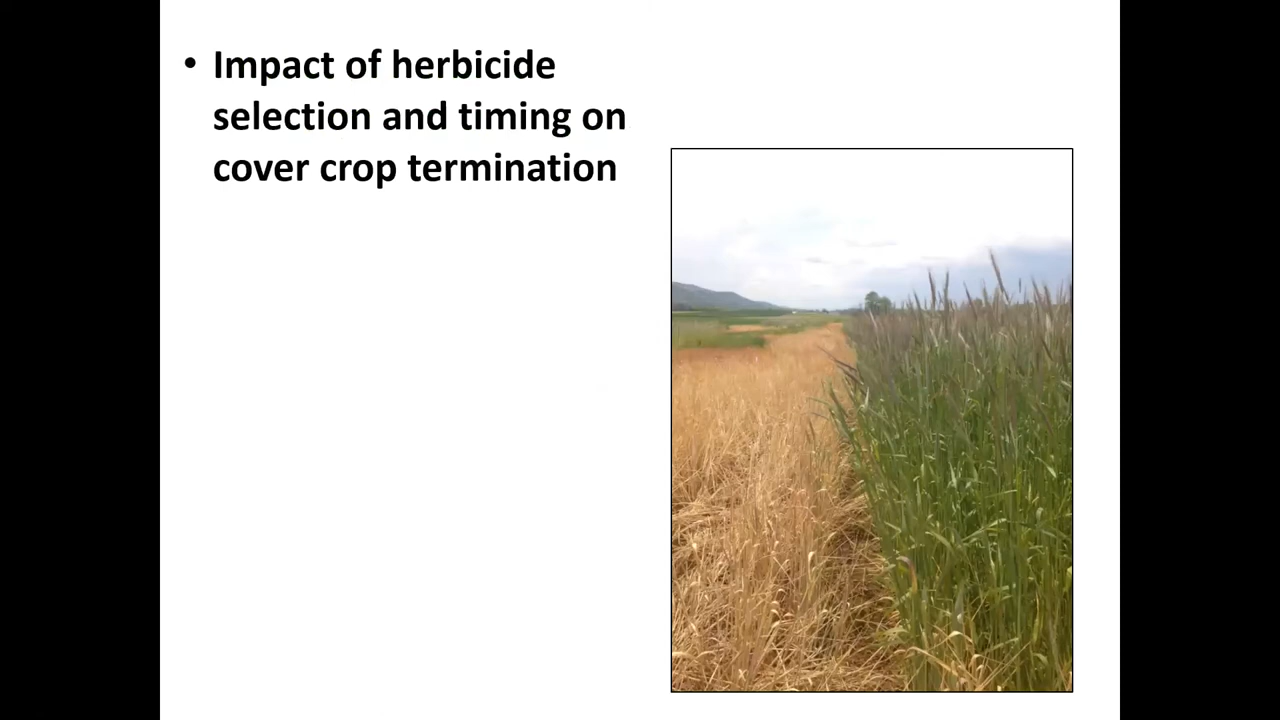 • Impact of herbicide
selection and timing on
cover crop termination